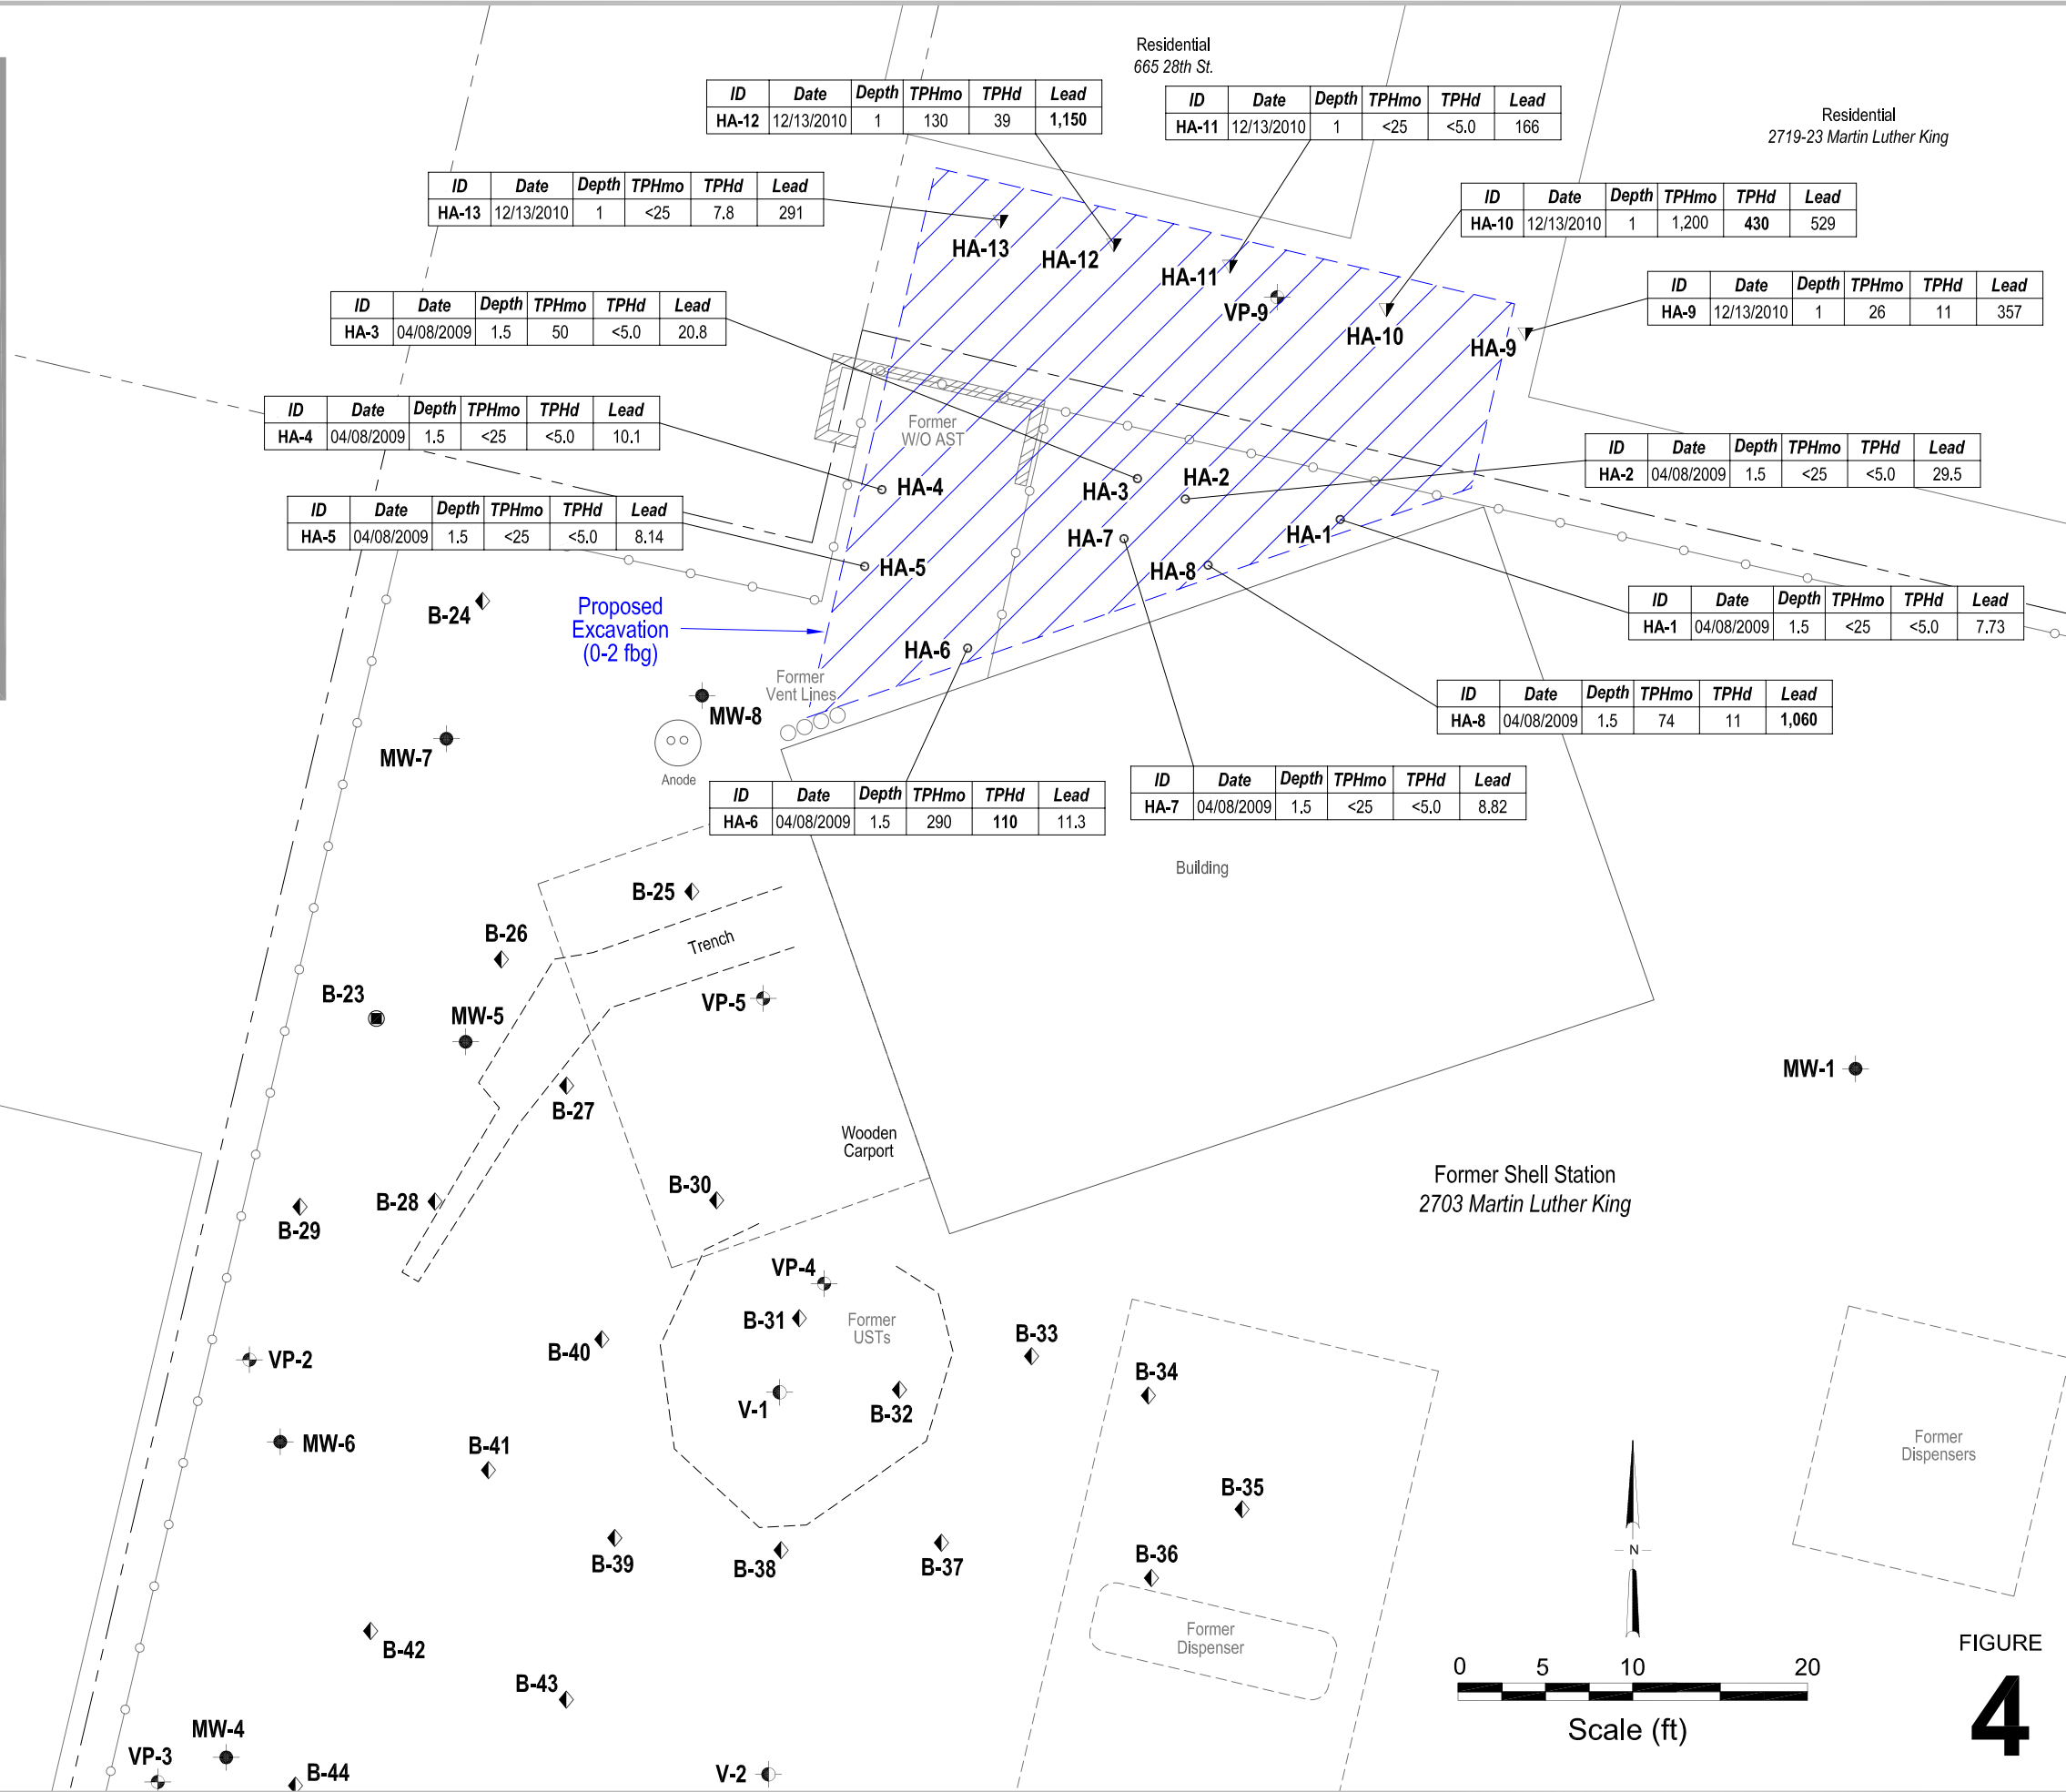 Residential
665 28th St.
ID Date Depth TPHmo TPHd Lead
HA-12 12/13/2010 1 130 39 1,150
ID Date Depth TPHmo TPHd Lead
HA-11 12/13/2010 1 <25 <5.0 166
Residential
2719-23 Martin Luther King
ID Date Depth TPHmo TPHd Lead
HA-13 12/13/2010 1 <25 7.8 291
ID Date Depth TPHmo TPHd Lead
HA-10 12/13/2010 1 1,200 430 529
HA-13
HA-12
HA-11
VP-9
HA-10
HA-9
ID Date Depth TPHmo TPHd Lead
HA-9 12/13/2010 1 26 11 357
ID Date Depth TPHmo TPHd Lead
HA-3 04/08/2009 1.5 50 <5.0 20.8
ID Date Depth TPHmo TPHd Lead
HA-4 04/08/2009 1.5 <25 <5.0 10.1
Former
W/O AST
ID Date Depth TPHmo TPHd Lead
HA-2 04/08/2009 1.5 <25 <5.0 29.5
HA-4
HA-3
HA-2
ID Date Depth TPHmo TPHd Lead
HA-5 04/08/2009 1.5 <25 <5.0 8.14
HA-7
HA-1
HA-5
HA-8
B-24
Proposed
Excavation
(0-2 fbg)
ID Date Depth TPHmo TPHd Lead
HA-1 04/08/2009 1.5 <25 <5.0 7.73
HA-6
Former
Vent Lines
MW-8
ID Date Depth TPHmo TPHd Lead
HA-8 04/08/2009 1.5 74 11 1,060
MW-7
Anode
ID Date Depth TPHmo TPHd Lead
HA-6 04/08/2009 1.5 290 110 11.3
ID Date Depth TPHmo TPHd Lead
HA-7 04/08/2009 1.5 <25 <5.0 8.82
Building
B-25
B-26
Trench
B-23
VP-5
MW-5
MW-1
B-27
Wooden
Carport
Former Shell Station
2703 Martin Luther King
B-30
B-28
B-29
VP-4
B-31
Former
USTs
B-33
B-40
VP-2
B-34
V-1
B-32
MW-6
B-41
Former
Dispensers
B-35
B-39
B-38
B-37
B-36
N
Former
Dispenser
B-42
B-43
0 5 10 20
Scale (ft)
FIGURE
4
MW-4
VP-3
B-44
V-2